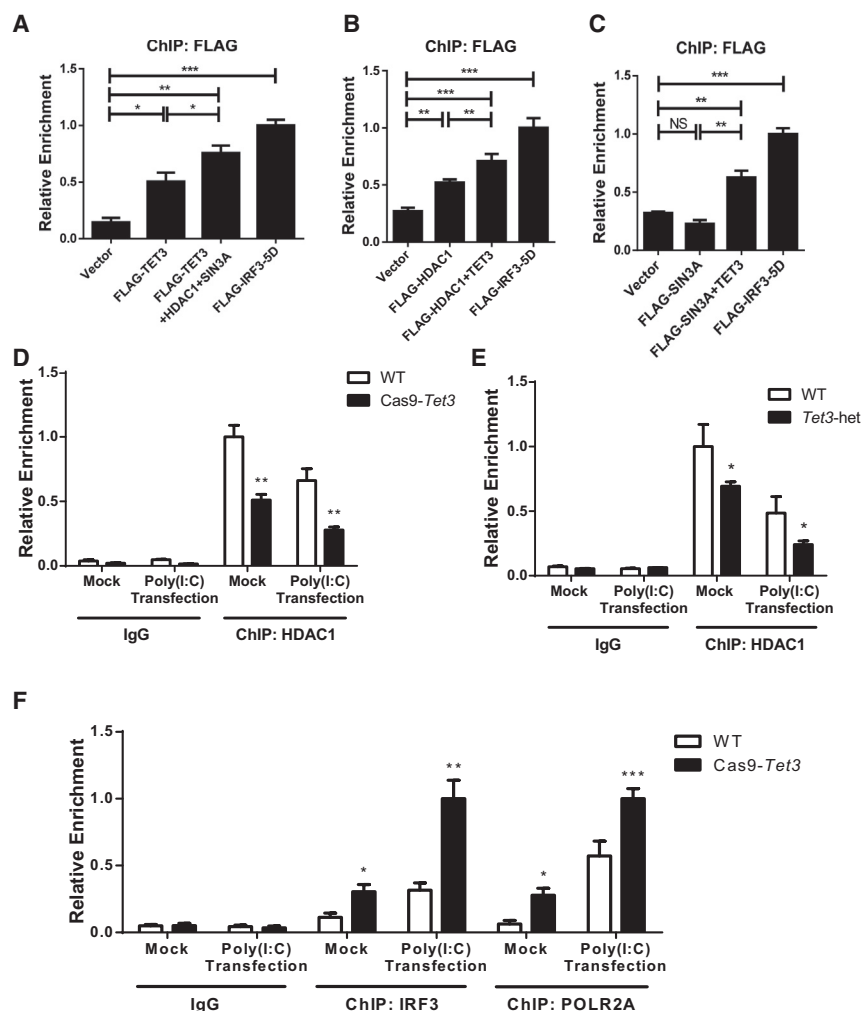 A
ChIP: FLAG
***
**
*
*
Relative Enrichment
1.5
1.0
0.5
0.0
Vector
FLAG-TET3
FLAG-TET3
+HDAC1+SIN3A
FLAG-IRF3-5D
B
ChIP: FLAG
***
***
**
**
Relative Enrichment
1.5
1.0
0.5
0.0
Vector
FLAG-HDAC1
FLAG-HDAC1+TET3
FLAG-IRF3-5D
C
ChIP: FLAG
***
**
NS
**
Relative Enrichment
1.5
1.0
0.5
0.0
Vector
FLAG-SIN3A
FLAG-SIN3A+TET3
FLAG-IRF3-5D
D
WT
Cas9-Tet3
Relative Enrichment
1.5
1.0
0.5
0.0
**
**
Mock
Poly(I:C)
Transfection
Mock
Poly(I:C)
Transfection
IgG
ChIP: HDAC1
E
WT
Tet3-het
Relative Enrichment
1.5
1.0
0.5
0.0
*
*
Mock
Poly(I:C)
Transfection
Mock
Poly(I:C)
Transfection
IgG
ChIP: HDAC1
F
WT
Cas9-Tet3
Relative Enrichment
1.5
1.0
0.5
0.0
*
**
*
***
Mock
Poly(I:C)
Transfection
Mock
Poly(I:C)
Transfection
Mock
Poly(I:C)
Transfection
IgG
ChIP: IRF3
ChIP: POLR2A